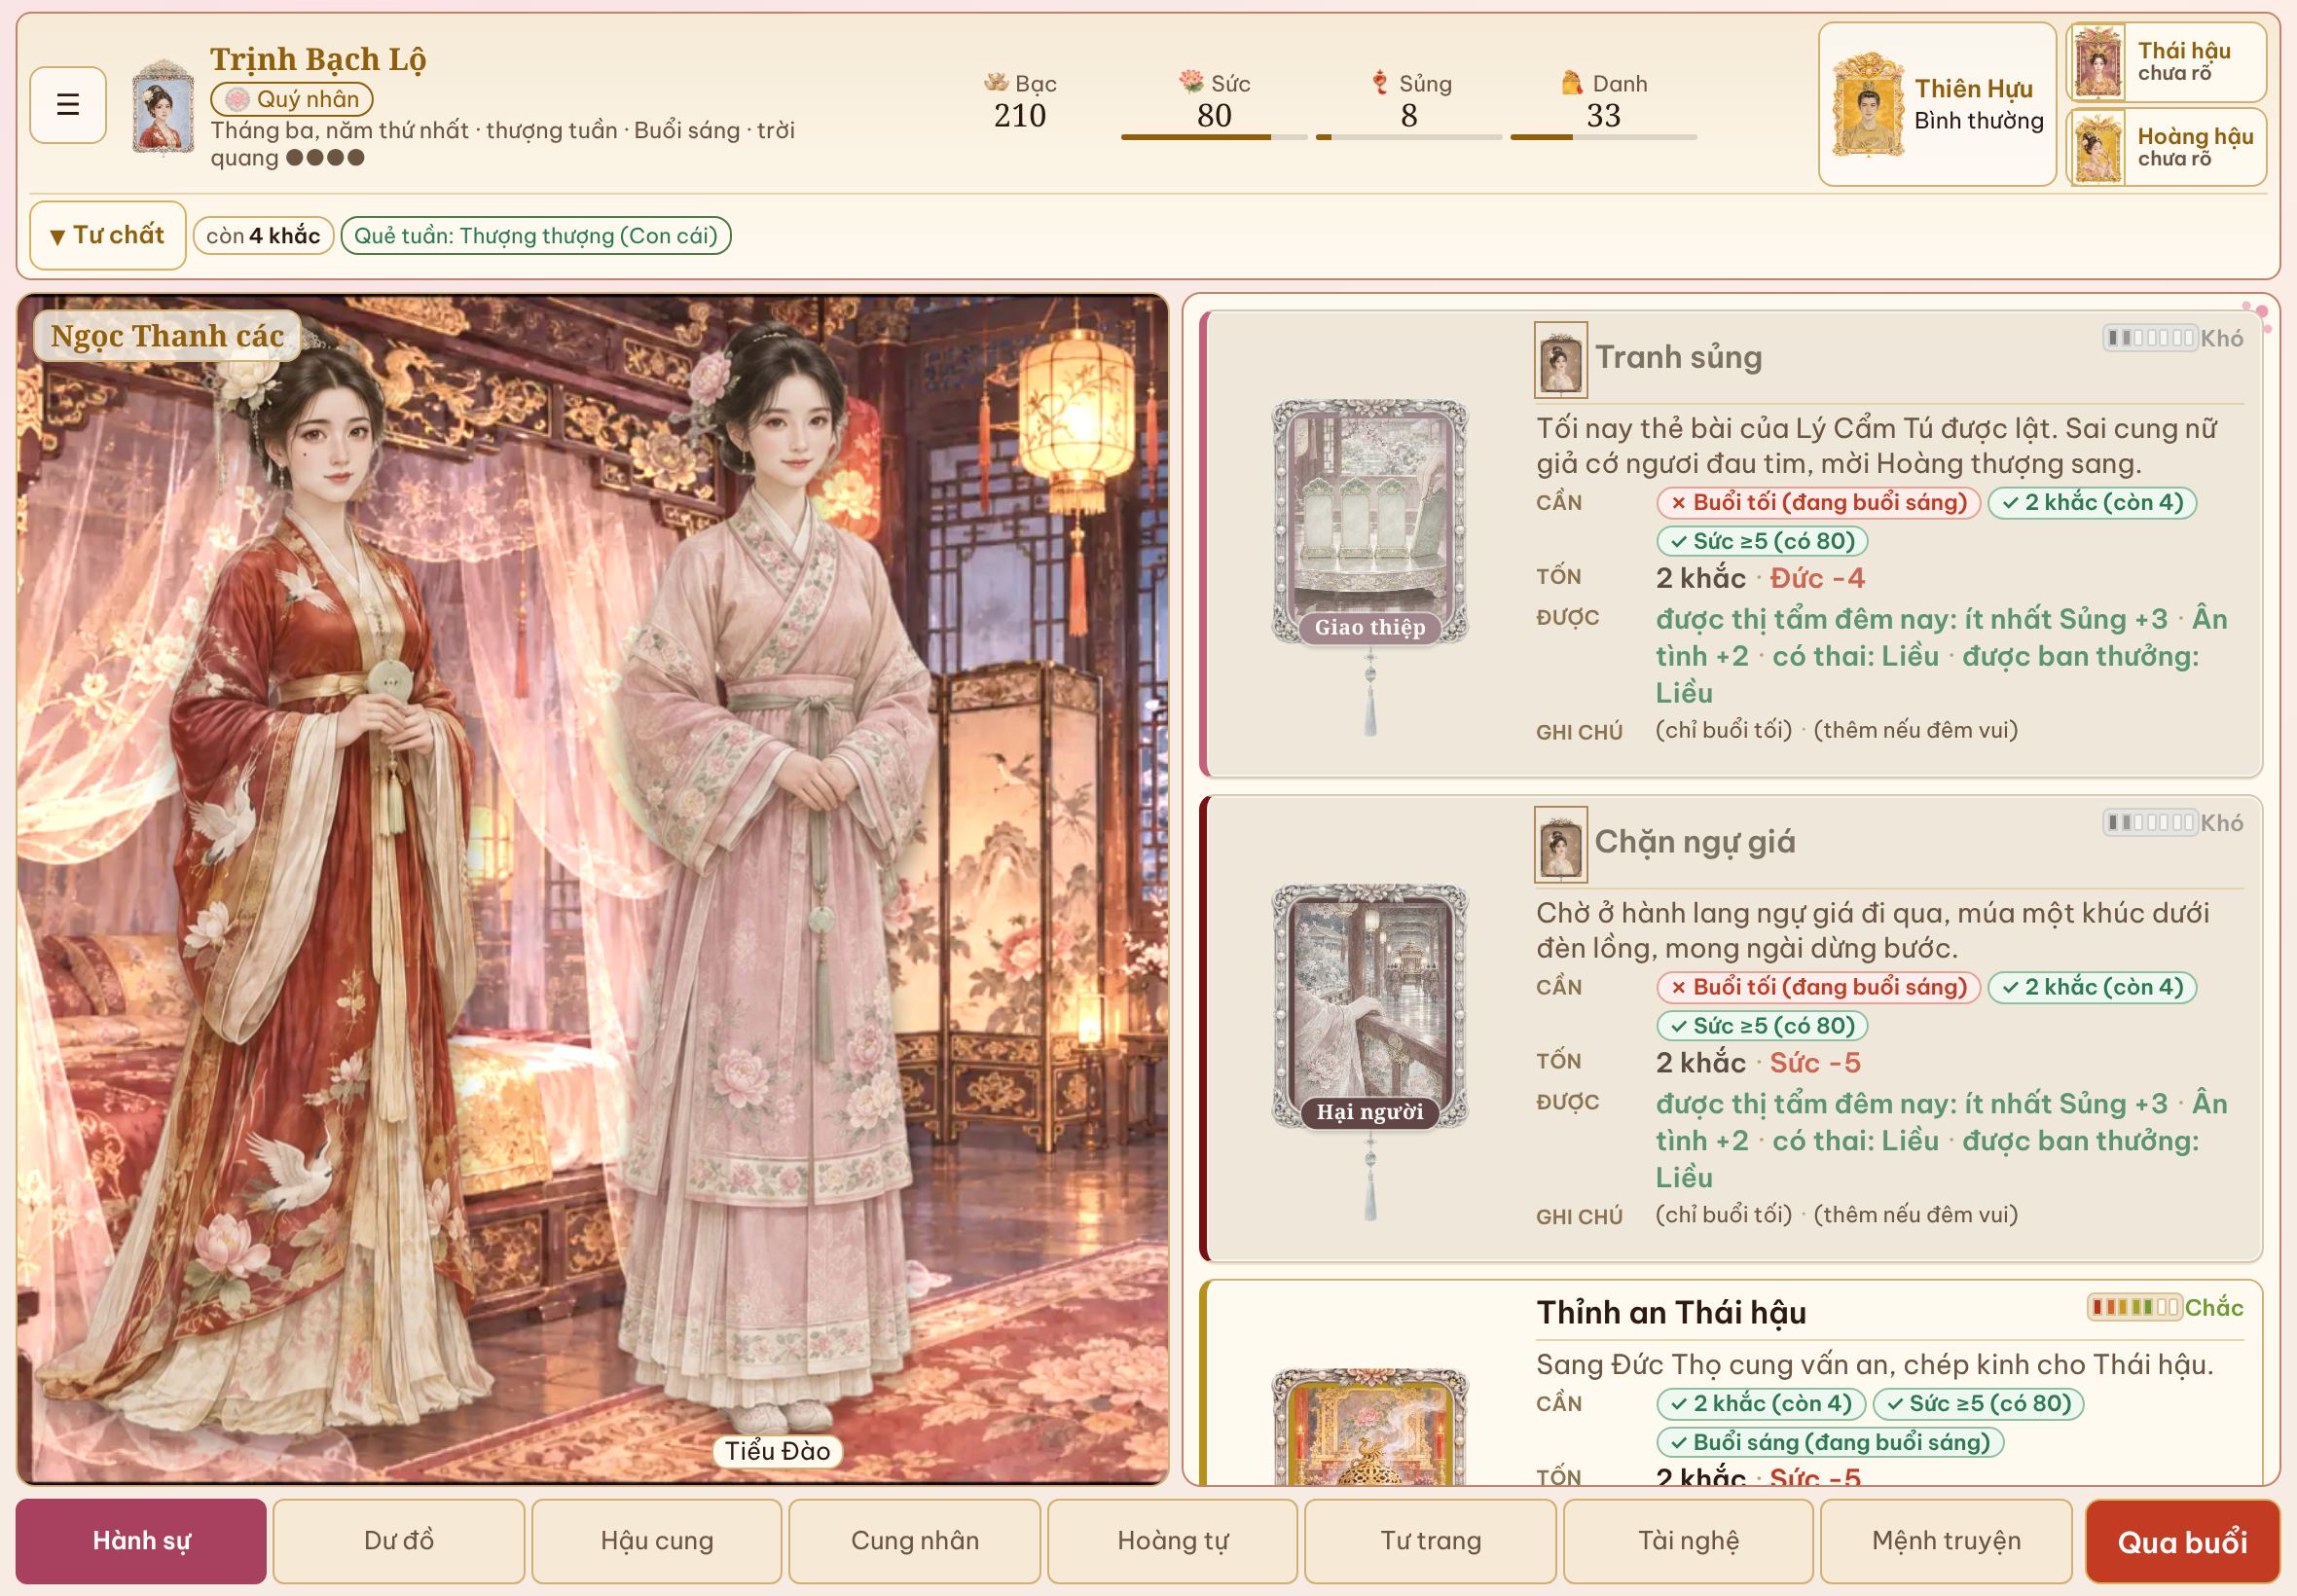 ☰
Trịnh Bạch Lộ
Quý nhân
Tháng ba, năm thứ nhất · thượng tuần · Buổi sáng · trời
quang ●●●●
Bạc
210
Sức
80
Sủng
8
Danh
33
Thiên Hựu
Bình thường
Thái hậu
chưa rõ
Hoàng hậu
chưa rõ
▼ Tư chất
còn 4 khắc
Quẻ tuần: Thượng thượng (Con cái)
Ngọc Thanh các
Tiểu Đào
Tranh sủng
Khó
Giao thiệp
Tối nay thẻ bài của Lý Cẩm Tú được lật. Sai cung nữ
giả cớ ngươi đau tim, mời Hoàng thượng sang.
CẦN
× Buổi tối (đang buổi sáng)
✓ 2 khắc (còn 4)
✓ Sức ≥5 (có 80)
TỐN
2 khắc · Đức -4
ĐƯỢC
được thị tẩm đêm nay: ít nhất Sủng +3 · Ân
tình +2 · có thai: Liều · được ban thưởng:
Liều
GHI CHÚ
(chỉ buổi tối) · (thêm nếu đêm vui)
Chặn ngự giá
Khó
Hại người
Chờ ở hành lang ngự giá đi qua, múa một khúc dưới
đèn lồng, mong ngài dừng bước.
CẦN
× Buổi tối (đang buổi sáng)
✓ 2 khắc (còn 4)
✓ Sức ≥5 (có 80)
TỐN
2 khắc · Sức -5
ĐƯỢC
được thị tẩm đêm nay: ít nhất Sủng +3 · Ân
tình +2 · có thai: Liều · được ban thưởng:
Liều
GHI CHÚ
(chỉ buổi tối) · (thêm nếu đêm vui)
Thỉnh an Thái hậu
Chắc
Sang Đức Thọ cung vấn an, chép kinh cho Thái hậu.
CẦN
✓ 2 khắc (còn 4)
✓ Sức ≥5 (có 80)
✓ Buổi sáng (đang buổi sáng)
TỐN
2 khắc · Sức -5
Hành sự
Dư đồ
Hậu cung
Cung nhân
Hoàng tự
Tư trang
Tài nghệ
Mệnh truyện
Qua buổi